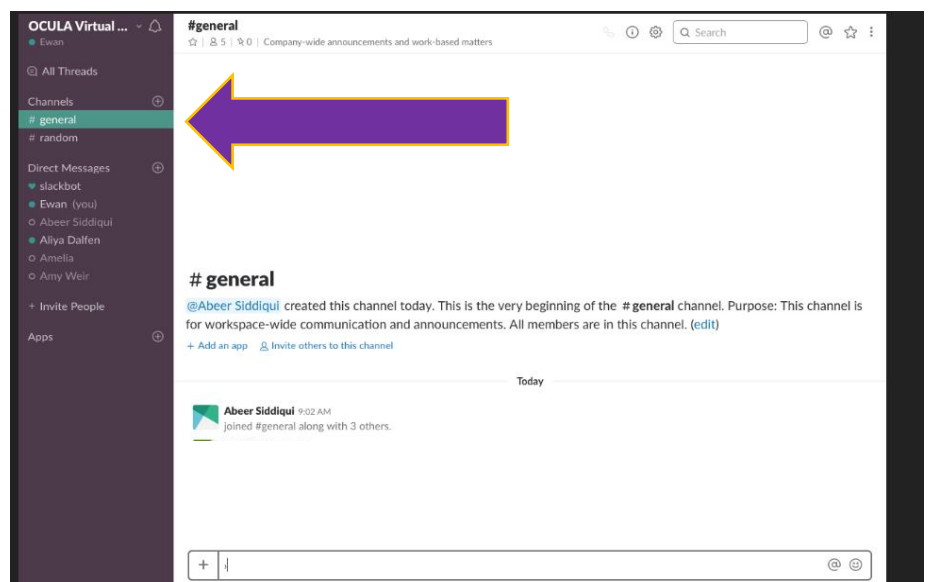 OCULA Virtual ...
Ewan
All Threads
Channels
# general
# random
Direct Messages
slackbot
Ewan (you)
Abeer Siddiqui
Aliya Dalfen
Amelia
Amy Weir
+ Invite People
Apps
#general
5 | 0 | Company-wide announcements and work-based matters
Search
# general
@Abeer Siddiqui created this channel today. This is the very beginning of the # general channel. Purpose: This channel is
for workspace-wide communication and announcements. All members are in this channel. (edit)
+ Add an app Invite others to this channel
Today
Abeer Siddiqui 9:02 AM
joined #general along with 3 others.